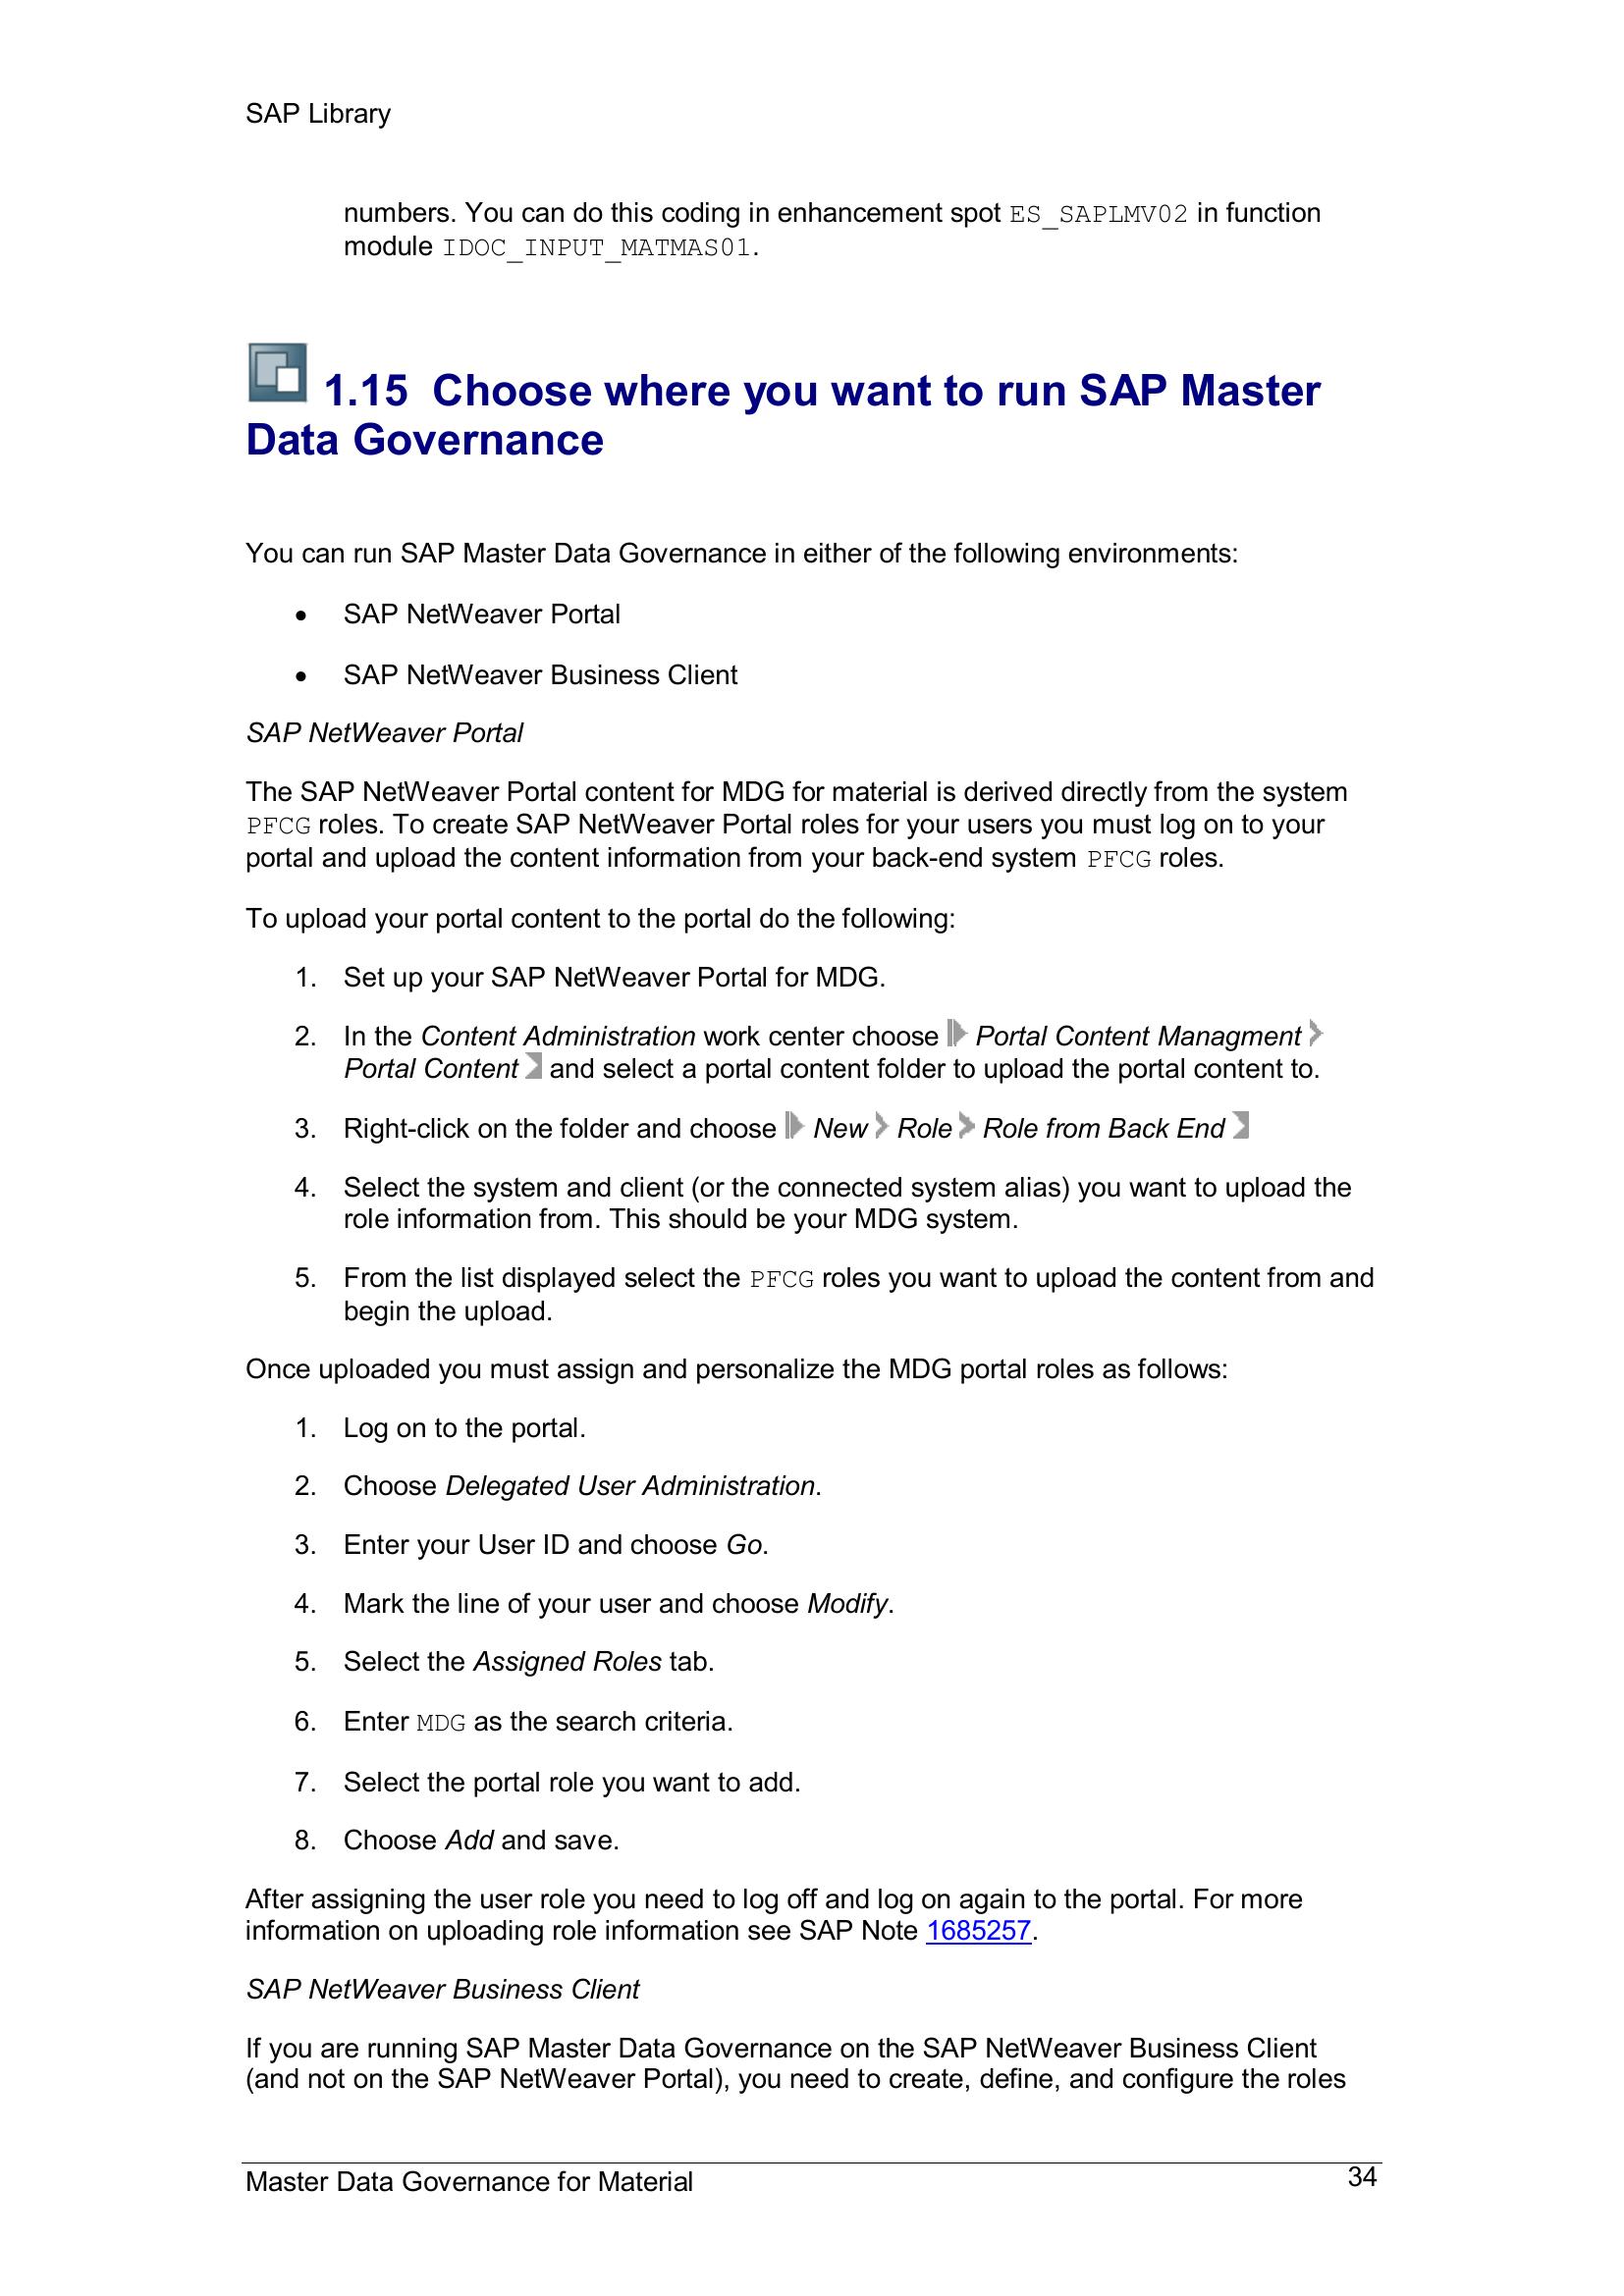 SAP Library
numbers. You can do this coding in enhancement spot ES_SAPLMV02 in function
module IDOC_INPUT_MATMAS01.
1.15 Choose where you want to run SAP Master
Data Governance
You can run SAP Master Data Governance in either of the following environments:
• SAP NetWeaver Portal
• SAP NetWeaver Business Client
SAP NetWeaver Portal
The SAP NetWeaver Portal content for MDG for material is derived directly from the system
PFCG roles. To create SAP NetWeaver Portal roles for your users you must log on to your
portal and upload the content information from your back-end system PFCG roles.
To upload your portal content to the portal do the following:
1. Set up your SAP NetWeaver Portal for MDG.
2. In the Content Administration work center choose Portal Content Managment
Portal Content and select a portal content folder to upload the portal content to.
3. Right-click on the folder and choose New Role Role from Back End
4. Select the system and client (or the connected system alias) you want to upload the
role information from. This should be your MDG system.
5. From the list displayed select the PFCG roles you want to upload the content from and
begin the upload.
Once uploaded you must assign and personalize the MDG portal roles as follows:
1. Log on to the portal.
2. Choose Delegated User Administration.
3. Enter your User ID and choose Go.
4. Mark the line of your user and choose Modify.
5. Select the Assigned Roles tab.
6. Enter MDG as the search criteria.
7. Select the portal role you want to add.
8. Choose Add and save.
After assigning the user role you need to log off and log on again to the portal. For more
information on uploading role information see SAP Note 1685257.
SAP NetWeaver Business Client
If you are running SAP Master Data Governance on the SAP NetWeaver Business Client
(and not on the SAP NetWeaver Portal), you need to create, define, and configure the roles
Master Data Governance for Material 34